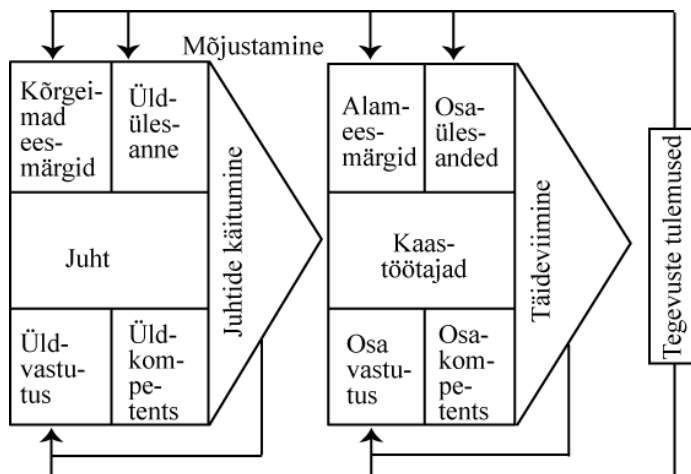 Mõjustamine
Kõrgei-
mad
ees-
märgid
Üld-
üles-
anne
Juht
Üld-
vastu-
tus
Üld-
kom-
pe-
tents
Juhtide käitumine
Alam-
ees-
märgid
Osa-
üles-
anded
Kaas-
töötajad
Osa
vastu-
tus
Osa-
kom-
pe-
tents
Täideviimine
Tegevuste tulemused